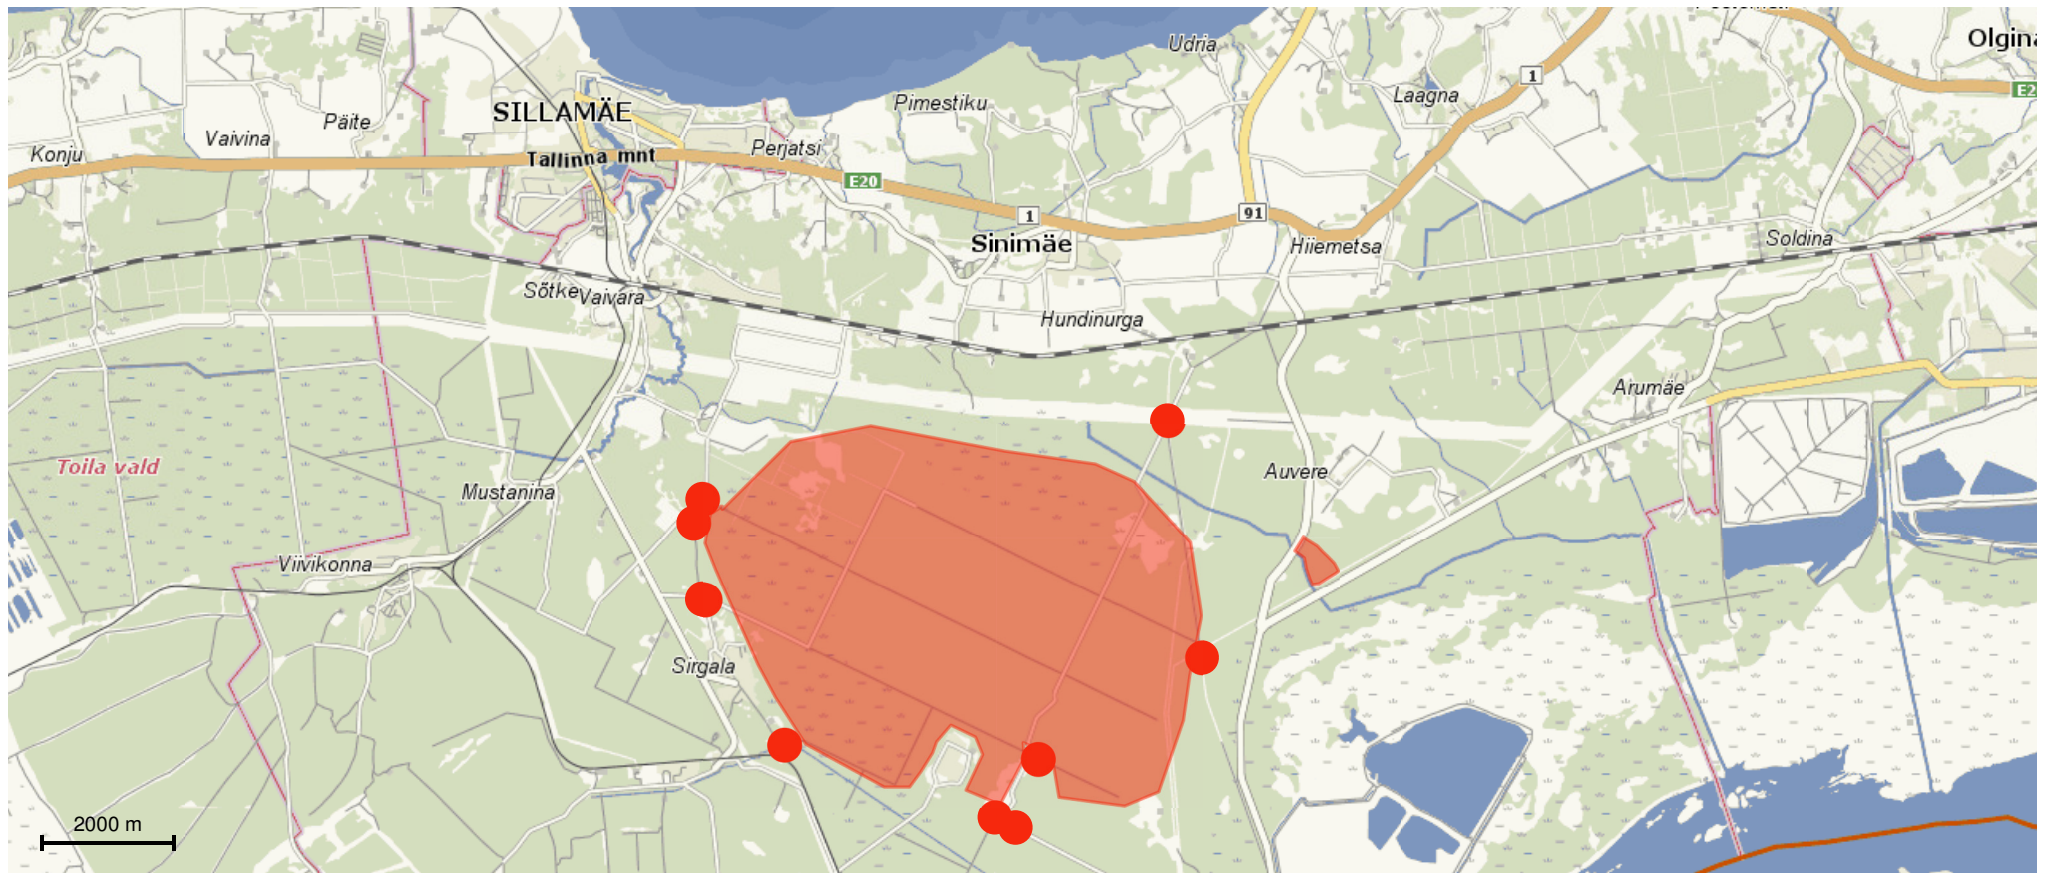 Olgina
Udria
1
E2
Laagna
Pimestiku
SILLAMÄE
Päite
Vaivina
Konju
Perjatsi
Tallinna mnt
E20
1
91
Sinimäe
Hiiemetsa
Soldina
Sõtke
Vaivara
Hundinurga
Arumäe
Toila vald
Auvere
Mustanina
Viivikonna
Sirgala
2000 m